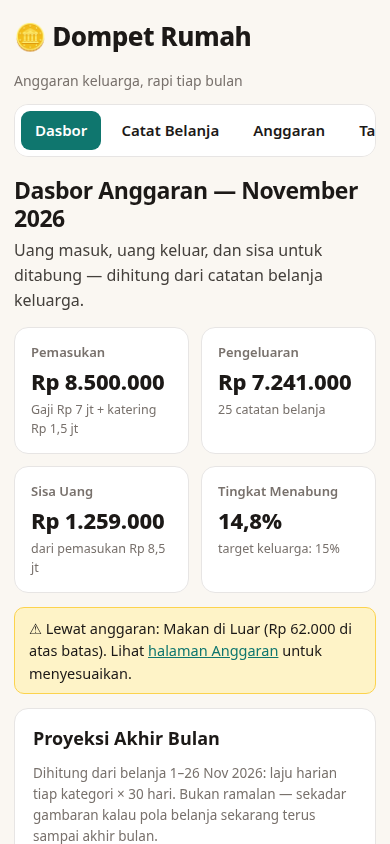 🪙 Dompet Rumah
Anggaran keluarga, rapi tiap bulan
Dasbor Catat Belanja Anggaran Ta
Dasbor Anggaran — November
2026
Uang masuk, uang keluar, dan sisa untuk
ditabung — dihitung dari catatan belanja
keluarga.
Pemasukan
Rp 8.500.000
Gaji Rp 7 jt + katering
Rp 1,5 jt
Pengeluaran
Rp 7.241.000
25 catatan belanja
Sisa Uang
Rp 1.259.000
dari pemasukan Rp 8,5
jt
Tingkat Menabung
14,8%
target keluarga: 15%
⚠ Lewat anggaran: Makan di Luar (Rp 62.000 di
atas batas). Lihat halaman Anggaran untuk
menyesuaikan.
Proyeksi Akhir Bulan
Dihitung dari belanja 1–26 Nov 2026: laju harian
tiap kategori × 30 hari. Bukan ramalan — sekadar
gambaran kalau pola belanja sekarang terus
sampai akhir bulan.